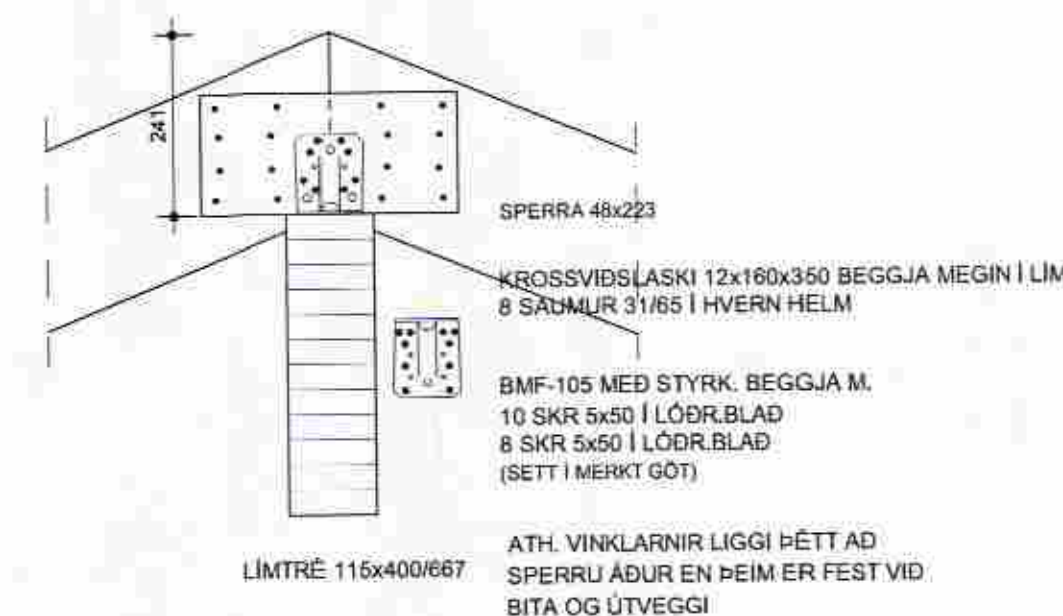 241
SPERRA 48x223
KROSSVIÐSLASKI 12x160x350 BEGGJA MEGIN Í LÍM
8 SAUMUR 31/65 Í HVERN HELM
BMF-105 MEÐ STYRK. BEGGJA M.
10 SKR 5x50 Í LÓÐR.BLAÐ
8 SKR 5x50 Í LÓÐR.BLAÐ
(SETT Í MERKT GÖT)
LÍMTRÉ 115x400/667
ATH. VINKLARNIR LIGGI ÞÉTT AÐ
SPERRU ÁÐUR EN ÞEIM ER FEST VIÐ
BITA OG ÚTVEGGI